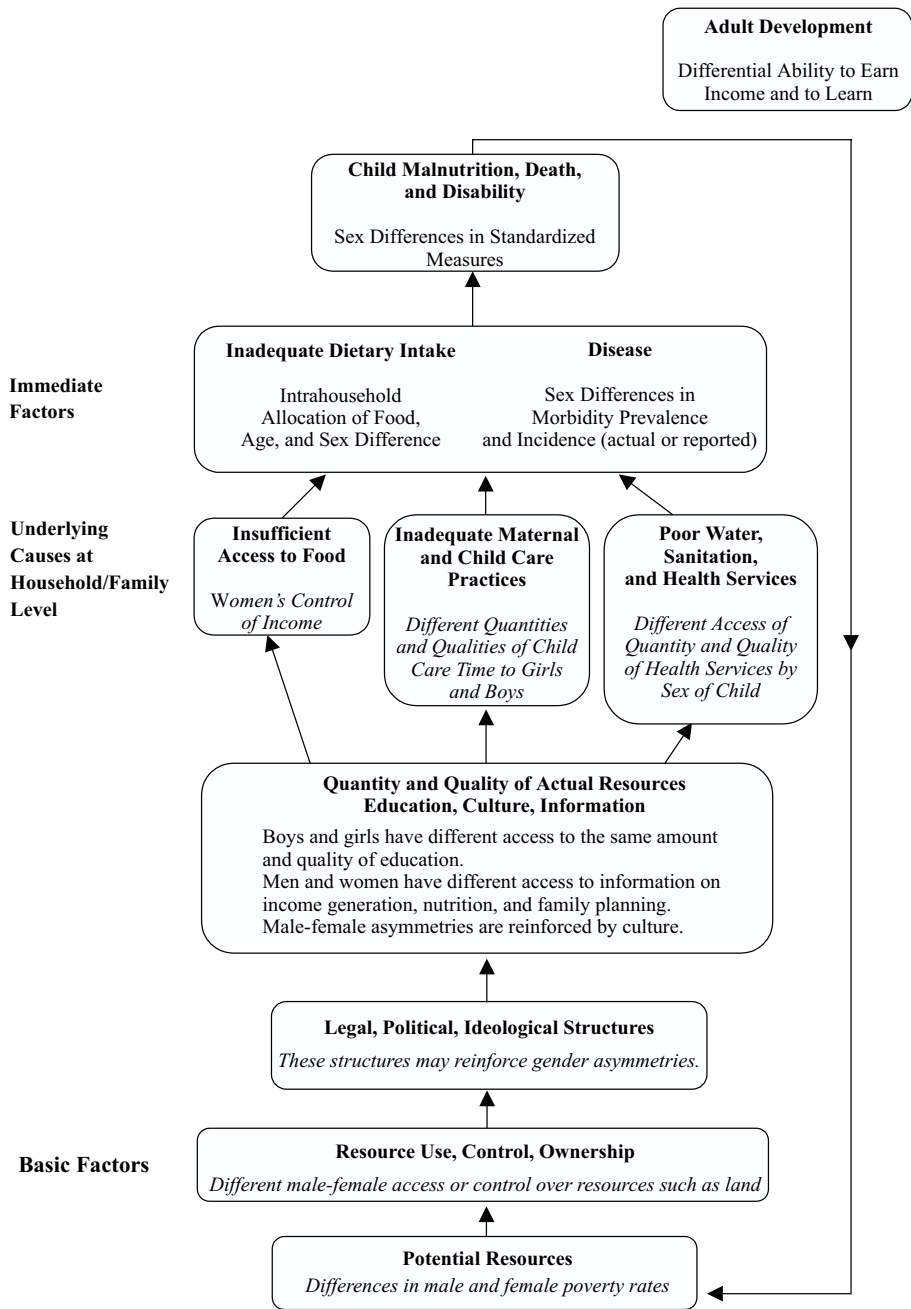 Adult Development
Differential Ability to Earn
Income and to Learn
Child Malnutrition, Death,
and Disability
Sex Differences in Standardized
Measures
Immediate
Factors
Inadequate Dietary Intake
Intrahousehold
Allocation of Food,
Age, and Sex Difference
Disease
Sex Differences in
Morbidity Prevalence
and Incidence (actual or reported)
Underlying
Causes at
Household/Family
Level
Insufficient
Access to Food
Women’s Control
of Income
Inadequate Maternal
and Child Care
Practices
Different Quantities
and Qualities of Child
Care Time to Girls
and Boys
Poor Water,
Sanitation,
and Health Services
Different Access of
Quantity and Quality
of Health Services by
Sex of Child
Quantity and Quality of Actual Resources
Education, Culture, Information
Boys and girls have different access to the same amount
and quality of education.
Men and women have different access to information on
income generation, nutrition, and family planning.
Male-female asymmetries are reinforced by culture.
Legal, Political, Ideological Structures
These structures may reinforce gender asymmetries.
Basic Factors
Resource Use, Control, Ownership
Different male-female access or control over resources such as land
Potential Resources
Differences in male and female poverty rates